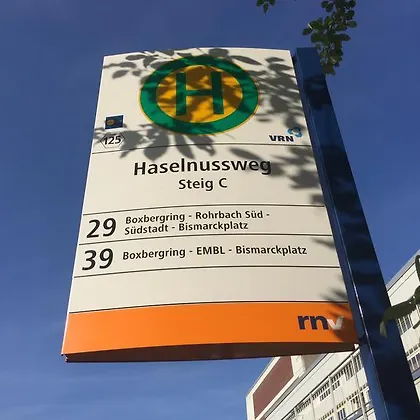 H
125
VRN
Haselnussweg
Steig C
29 Boxbergring - Rohrbach Süd -
Südstadt - Bismarckplatz
39 Boxbergring - EMBL - Bismarckplatz
rnv